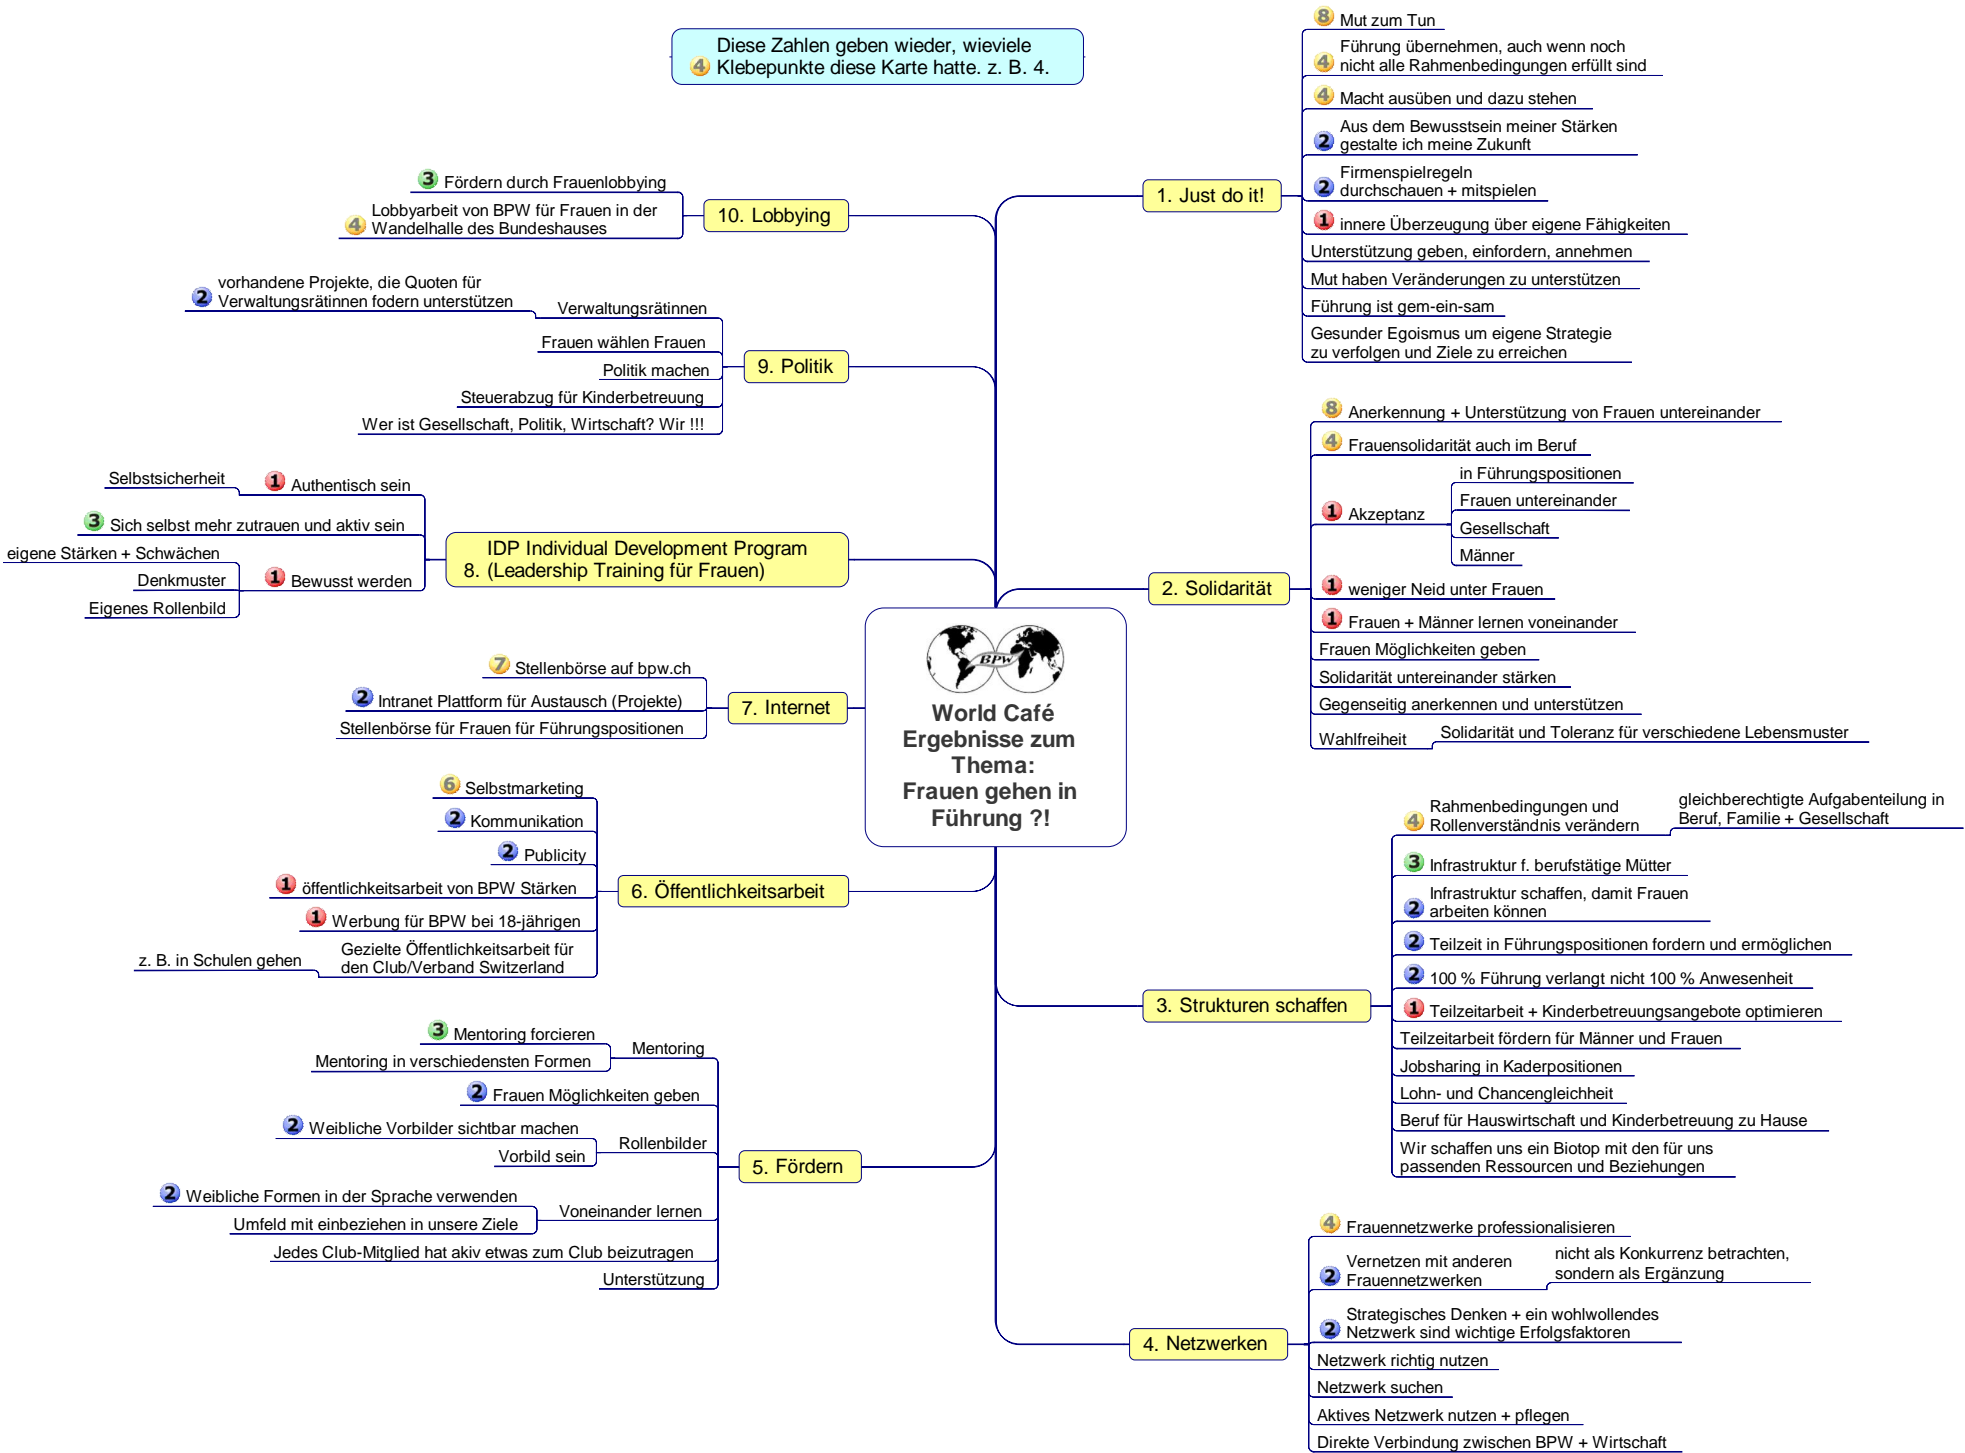 Diese Zahlen geben wieder, wieviele
4 Klebepunkte diese Karte hatte. z. B. 4.
BPW
World Café
Ergebnisse zum
Thema:
Frauen gehen in
Führung ?!
1. Just do it!
8 Mut zum Tun
Führung übernehmen, auch wenn noch
4 nicht alle Rahmenbedingungen erfüllt sind
4 Macht ausüben und dazu stehen
Aus dem Bewusstsein meiner Stärken
2 gestalte ich meine Zukunft
Firmenspielregeln
2 durchschauen + mitspielen
1 innere Überzeugung über eigene Fähigkeiten
Unterstützung geben, einfordern, annehmen
Mut haben Veränderungen zu unterstützen
Führung ist gem-ein-sam
Gesunder Egoismus um eigene Strategie
zu verfolgen und Ziele zu erreichen
2. Solidarität
8 Anerkennung + Unterstützung von Frauen untereinander
4 Frauensolidarität auch im Beruf
1 Akzeptanz
in Führungspositionen
Frauen untereinander
Gesellschaft
Männer
1 weniger Neid unter Frauen
1 Frauen + Männer lernen voneinander
Frauen Möglichkeiten geben
Solidarität untereinander stärken
Gegenseitig anerkennen und unterstützen
Wahlfreiheit
Solidarität und Toleranz für verschiedene Lebensmuster
3. Strukturen schaffen
Rahmenbedingungen und
4 Rollenverständnis verändern
gleichberechtigte Aufgabenteilung in
Beruf, Familie + Gesellschaft
3 Infrastruktur f. berufstätige Mütter
Infrastruktur schaffen, damit Frauen
2 arbeiten können
2 Teilzeit in Führungspositionen fordern und ermöglichen
2 100 % Führung verlangt nicht 100 % Anwesenheit
1 Teilzeitarbeit + Kinderbetreuungsangebote optimieren
Teilzeitarbeit fördern für Männer und Frauen
Jobsharing in Kaderpositionen
Lohn- und Chancengleichheit
Beruf für Hauswirtschaft und Kinderbetreuung zu Hause
Wir schaffen uns ein Biotop mit den für uns
passenden Ressourcen und Beziehungen
4. Netzwerken
4 Frauennetzwerke professionalisieren
Vernetzen mit anderen
2 Frauennetzwerken
nicht als Konkurrenz betrachten,
sondern als Ergänzung
Strategisches Denken + ein wohlwollendes
2 Netzwerk sind wichtige Erfolgsfaktoren
Netzwerk richtig nutzen
Netzwerk suchen
Aktives Netzwerk nutzen + pflegen
Direkte Verbindung zwischen BPW + Wirtschaft
5. Fördern
Mentoring
3 Mentoring forcieren
Mentoring in verschiedensten Formen
2 Frauen Möglichkeiten geben
Rollenbilder
2 Weibliche Vorbilder sichtbar machen
Vorbild sein
Voneinander lernen
2 Weibliche Formen in der Sprache verwenden
Umfeld mit einbeziehen in unsere Ziele
Jedes Club-Mitglied hat akiv etwas zum Club beizutragen
Unterstützung
6. Öffentlichkeitsarbeit
6 Selbstmarketing
2 Kommunikation
2 Publicity
1 öffentlichkeitsarbeit von BPW Stärken
1 Werbung für BPW bei 18-jährigen
Gezielte Öffentlichkeitsarbeit für
den Club/Verband Switzerland
z. B. in Schulen gehen
7. Internet
7 Stellenbörse auf bpw.ch
2 Intranet Plattform für Austausch (Projekte)
Stellenbörse für Frauen für Führungspositionen
IDP Individual Development Program
8. (Leadership Training für Frauen)
1 Authentisch sein
Selbstsicherheit
3 Sich selbst mehr zutrauen und aktiv sein
1 Bewusst werden
eigene Stärken + Schwächen
Denkmuster
Eigenes Rollenbild
9. Politik
Verwaltungsrätinnen
vorhandene Projekte, die Quoten für
2 Verwaltungsrätinnen fodern unterstützen
Frauen wählen Frauen
Politik machen
Steuerabzug für Kinderbetreuung
Wer ist Gesellschaft, Politik, Wirtschaft? Wir !!!
10. Lobbying
3 Fördern durch Frauenlobbying
Lobbyarbeit von BPW für Frauen in der
4 Wandelhalle des Bundeshauses